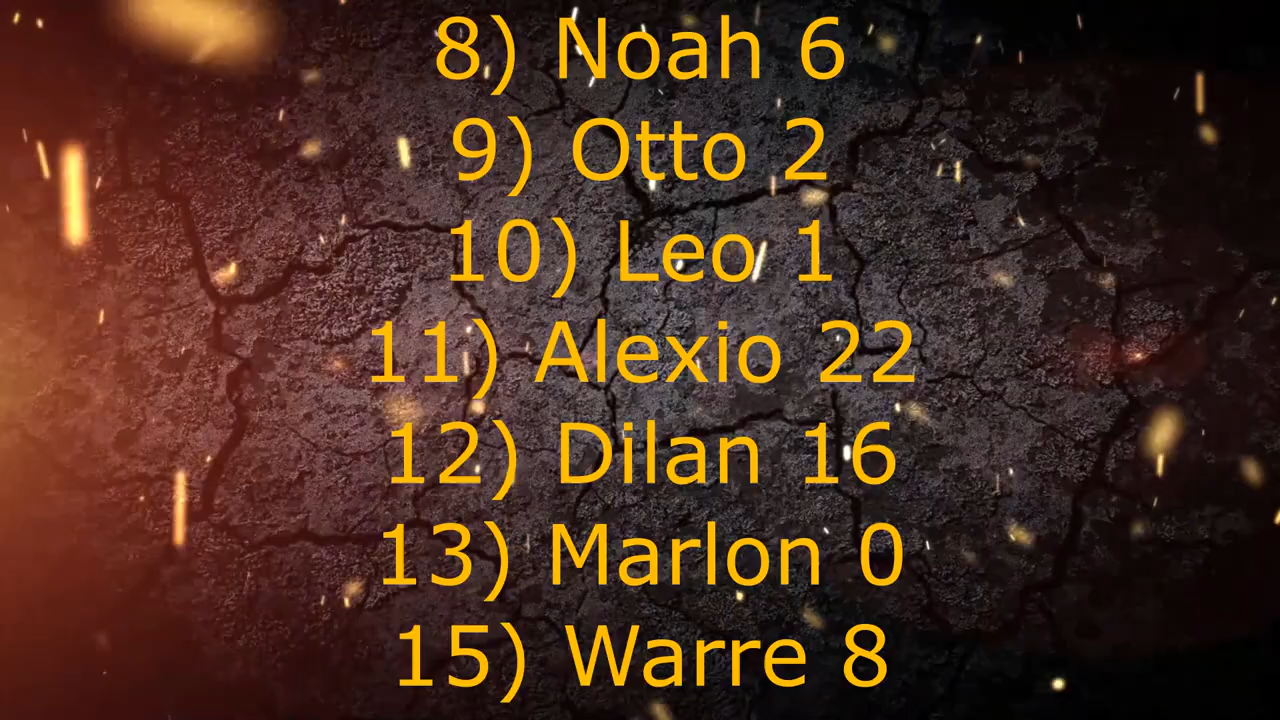 8) Noah 6
9) Otto 2
10) Leo 1
11) Alexio 22
12) Dilan 16
13) Marlon 0
15) Warre 8